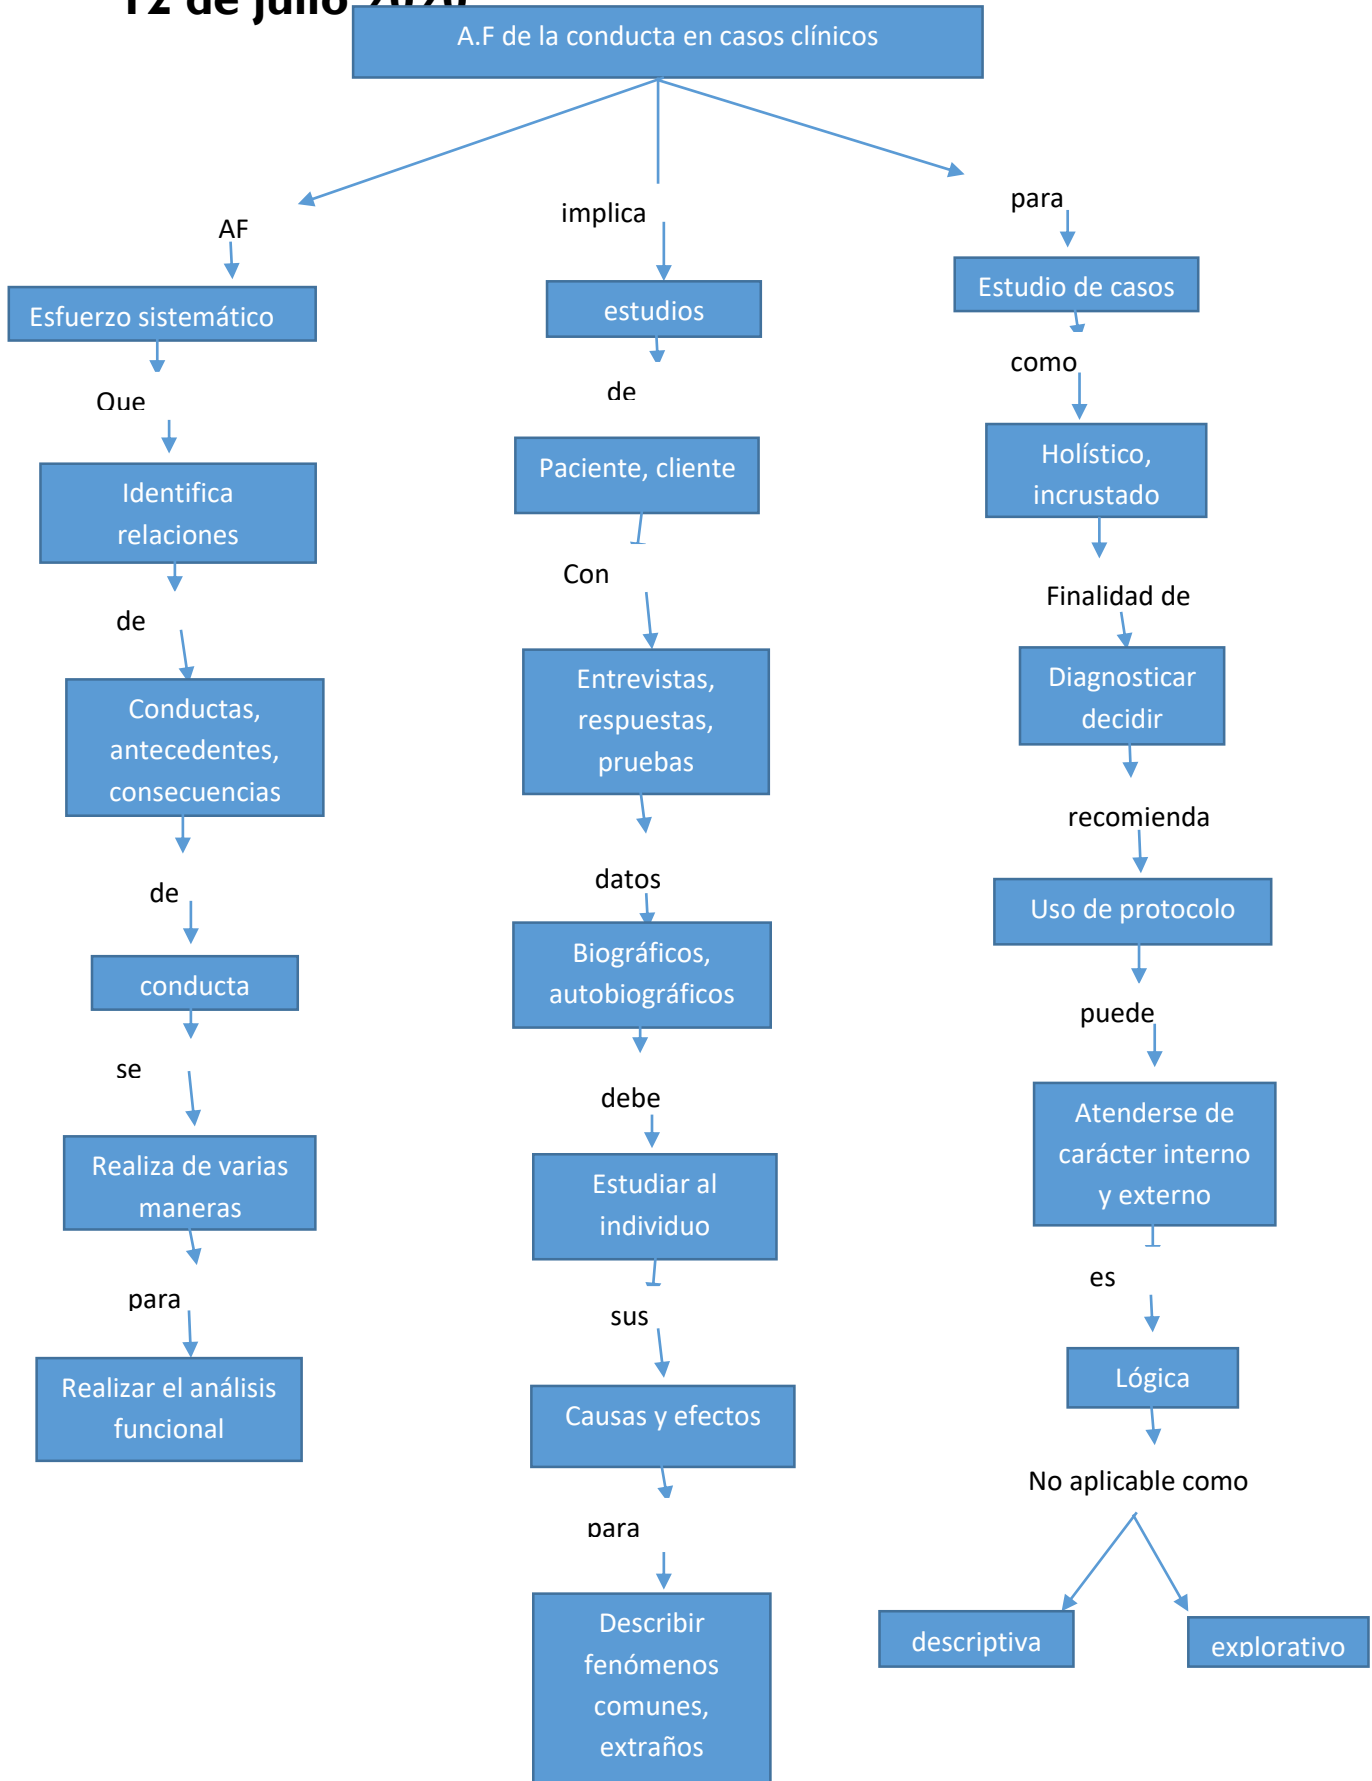 12 de julio 2020
A.F de la conducta en casos clínicos
AF
Esfuerzo sistemático
Que
Identifica
relaciones
de
Conductas,
antecedentes,
consecuencias
de
conducta
se
Realiza de varias
maneras
para
Realizar el análisis
funcional
implica
estudios
de
Paciente, cliente
Con
Entrevistas,
respuestas,
pruebas
datos
Biográficos,
autobiográficos
debe
Estudiar al
individuo
sus
Causas y efectos
para
Describir
fenómenos
comunes,
extraños
para
Estudio de casos
como
Holístico,
incrustado
Finalidad de
Diagnosticar
decidir
recomienda
Uso de protocolo
puede
Atenderse de
carácter interno
y externo
es
Lógica
No aplicable como
descriptiva
explorativo